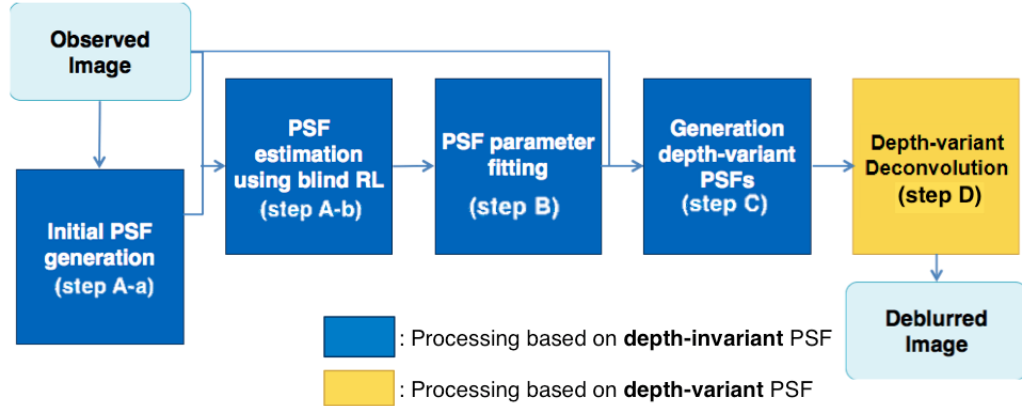 Observed
Image
Initial PSF
generation
(step A-a)
PSF
estimation
using blind RL
(step A-b)
PSF parameter
fitting
(step B)
Generation
depth-variant
PSFs
(step C)
Depth-variant
Deconvolution
(step D)
Deblurred
Image
: Processing based on depth-invariant PSF
: Processing based on depth-variant PSF